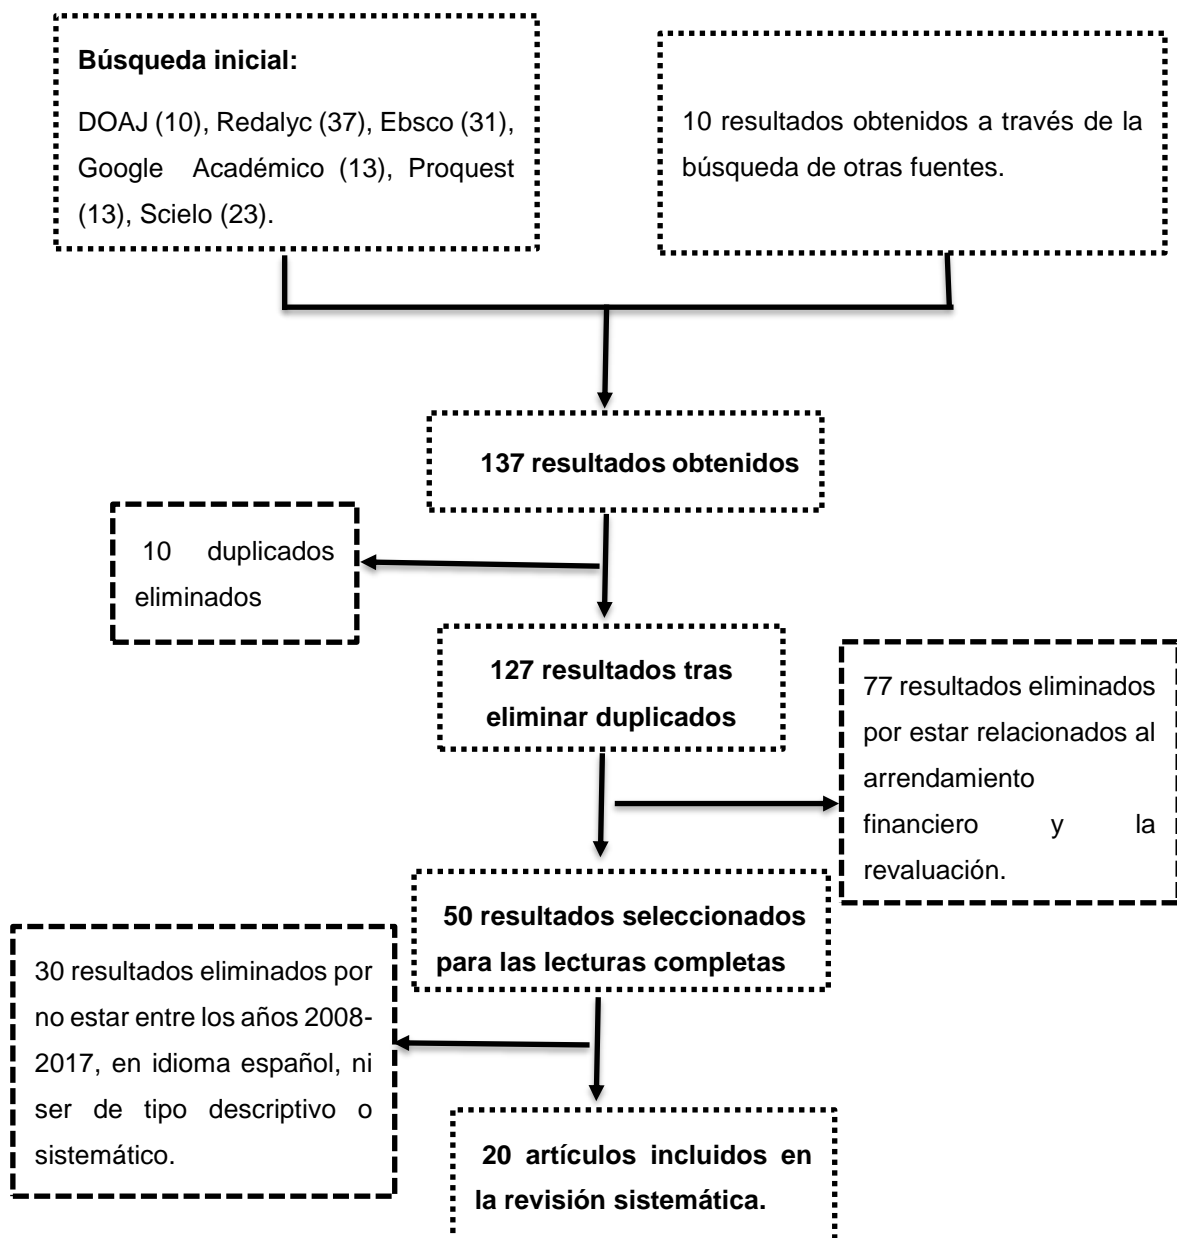 Búsqueda inicial:
DOAJ (10), Redalyc (37), Ebsco (31),
Google Académico (13), Proquest
(13), Scielo (23).
10 resultados obtenidos a través de la
búsqueda de otras fuentes.
137 resultados obtenidos
10 duplicados
eliminados
127 resultados tras
eliminar duplicados
77 resultados eliminados
por estar relacionados al
arrendamiento
financiero y la
revaluación.
50 resultados seleccionados
para las lecturas completas
30 resultados eliminados por
no estar entre los años 2008-
2017, en idioma español, ni
ser de tipo descriptivo o
sistemático.
20 artículos incluidos en
la revisión sistemática.